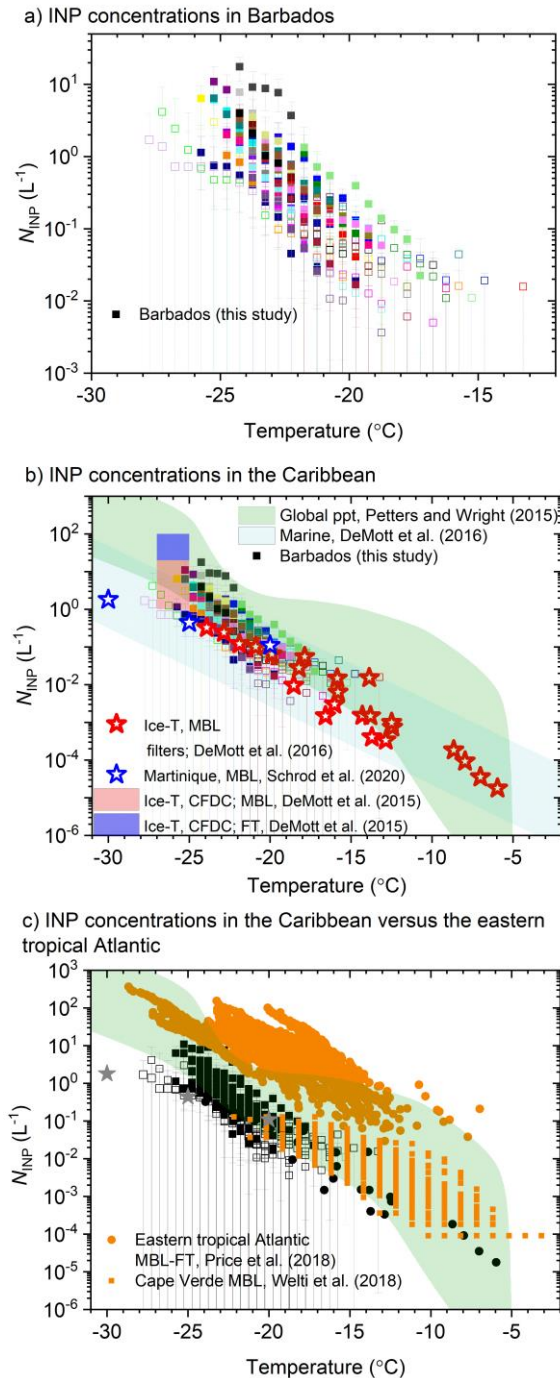 a) INP concentrations in Barbados
10¹
10⁰
10⁻¹
10⁻²
10⁻³
N_INP (L⁻¹)
■ Barbados (this study)
-30 -25 -20 -15
Temperature (°C)
b) INP concentrations in the Caribbean
10²
10⁰
10⁻²
10⁻⁴
10⁻⁶
N_INP (L⁻¹)
Global ppt, Petters and Wright (2015)
Marine, DeMott et al. (2016)
Barbados (this study)
Ice-T, MBL
filters; DeMott et al. (2016)
Martinique, MBL, Schrod et al. (2020)
Ice-T, CFDC; MBL, DeMott et al. (2015)
Ice-T, CFDC; FT, DeMott et al. (2015)
-30 -25 -20 -15 -10 -5
Temperature (°C)
c) INP concentrations in the Caribbean versus the eastern
tropical Atlantic
10³
10²
10¹
10⁰
10⁻¹
10⁻²
10⁻³
10⁻⁴
10⁻⁵
10⁻⁶
N_INP (L⁻¹)
Eastern tropical Atlantic
MBL-FT, Price et al. (2018)
Cape Verde MBL, Welti et al. (2018)
-30 -25 -20 -15 -10 -5
Temperature (°C)